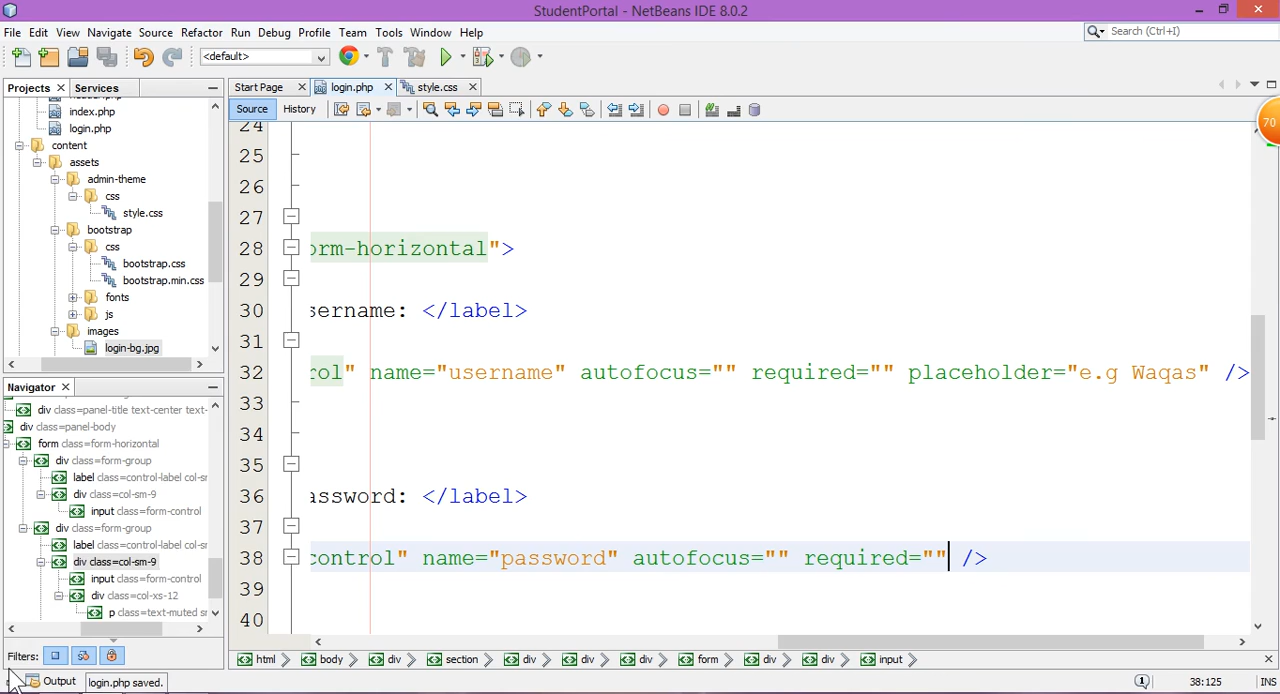 StudentPortal - NetBeans IDE 8.0.2
File Edit View Navigate Source Refactor Run Debug Profile Team Tools Window Help
Search (Ctrl+I)
<default>
Projects Services
Start Page login.php style.css
Source History
index.php
login.php
content
assets
admin-theme
css
style.css
bootstrap
css
bootstrap.css
bootstrap.min.css
fonts
js
images
login-bg.jpg
70
24
25
26
27
28 orm-horizontal">
29
30 sername: </label>
31
32 rol" name="username" autofocus="" required="" placeholder="e.g Waqas" />
33
34
35
36 assword: </label>
37
38 control" name="password" autofocus="" required="" />
39
40
Navigator
div class=panel-title text-center text-
div class=panel-body
form class=form-horizontal
div class=form-group
label class=control-label col-sm
div class=col-sm-9
input class=form-control
div class=form-group
label class=control-label col-sm
div class=col-sm-9
input class=form-control
div class=col-xs-12
p class=text-muted sm
Filters:
html body div section div div div form div div input
Output login.php saved.
1 38:125 INS